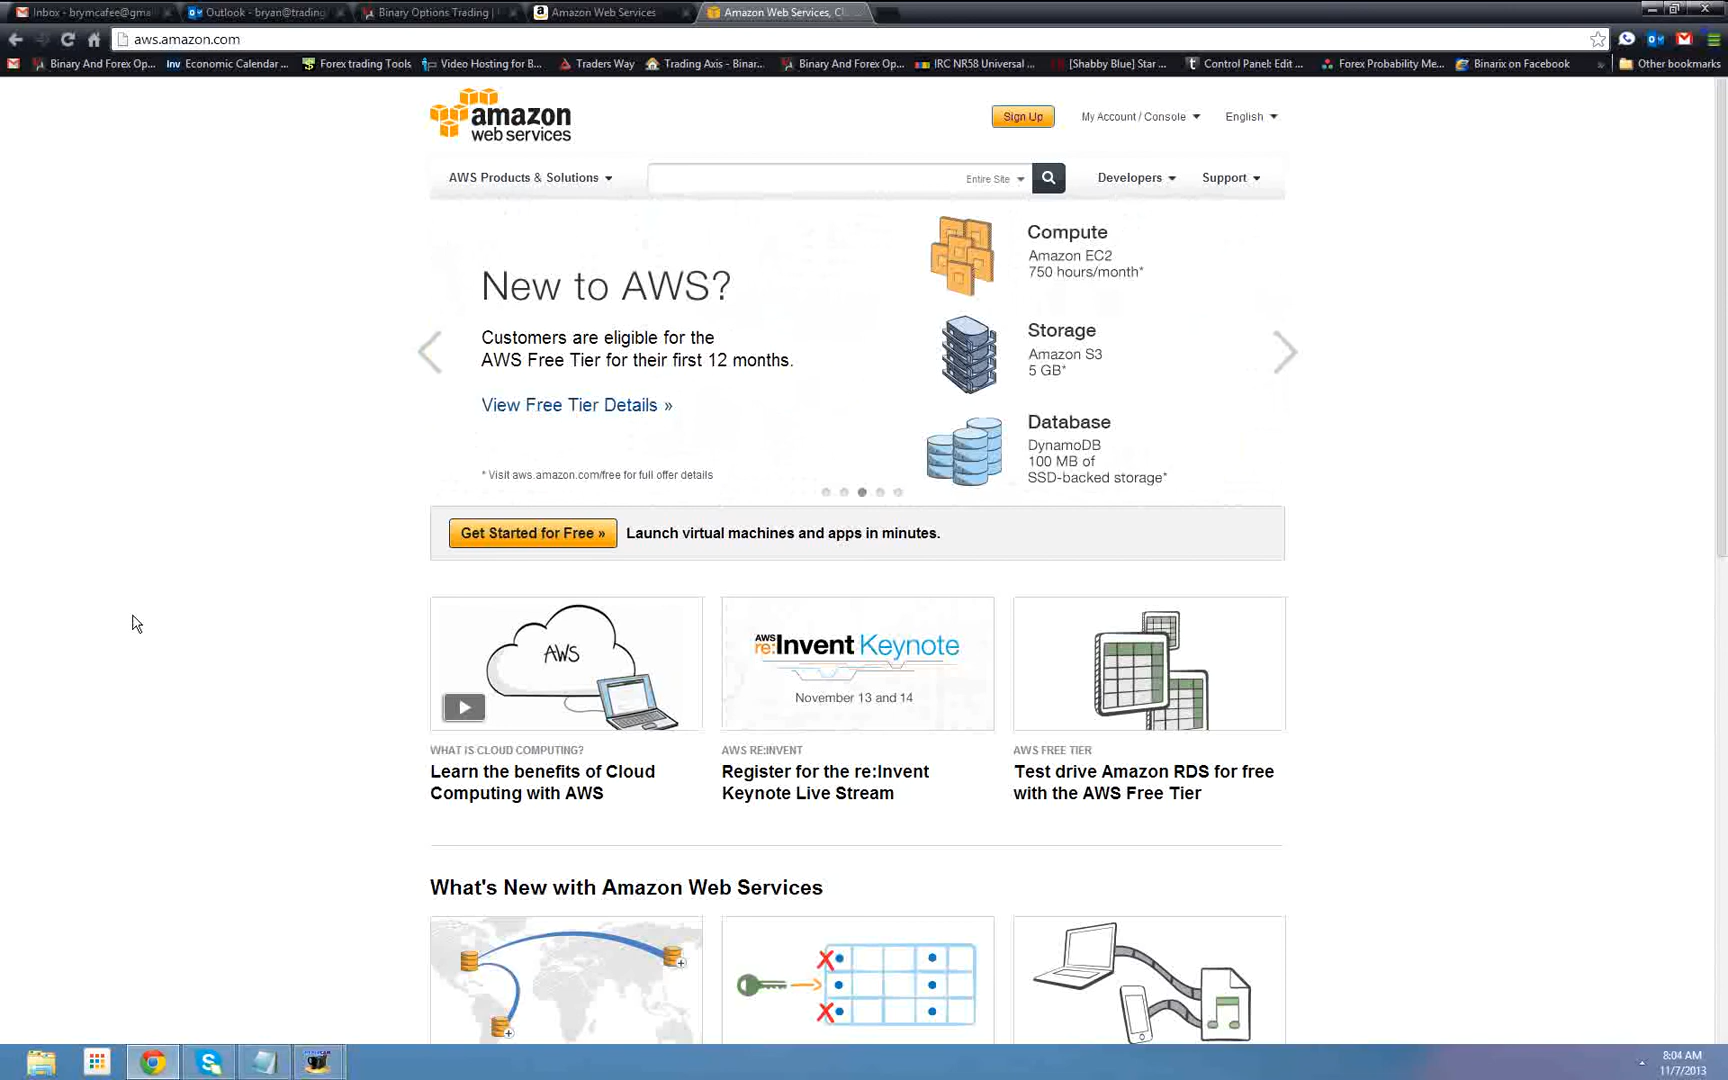 Inbox - brymcafee@gmai
Outlook - bryan@trading
Binary Options Trading |
Amazon Web Services
Amazon Web Services, Cl
aws.amazon.com
Binary And Forex Op...
Inv Economic Calendar ...
Forex trading Tools
Video Hosting for B...
Traders Way
Trading Axis - Binar...
Binary And Forex Op...
IRC NR58 Universal ...
[Shabby Blue] Star ...
t Control Panel: Edit ...
Forex Probability Me...
Binarix on Facebook
»
Other bookmarks
amazon
web services
Sign Up
My Account / Console
English
AWS Products & Solutions
Entire Site
Developers
Support
New to AWS?
Customers are eligible for the
AWS Free Tier for their first 12 months.
View Free Tier Details »
* Visit aws.amazon.com/free for full offer details
Compute
Amazon EC2
750 hours/month*
Storage
Amazon S3
5 GB*
Database
DynamoDB
100 MB of
SSD-backed storage*
Get Started for Free »
Launch virtual machines and apps in minutes.
AWS
AWS
re:Invent Keynote
November 13 and 14
WHAT IS CLOUD COMPUTING?
Learn the benefits of Cloud
Computing with AWS
AWS RE:INVENT
Register for the re:Invent
Keynote Live Stream
AWS FREE TIER
Test drive Amazon RDS for free
with the AWS Free Tier
What's New with Amazon Web Services
8:04 AM
11/7/2013